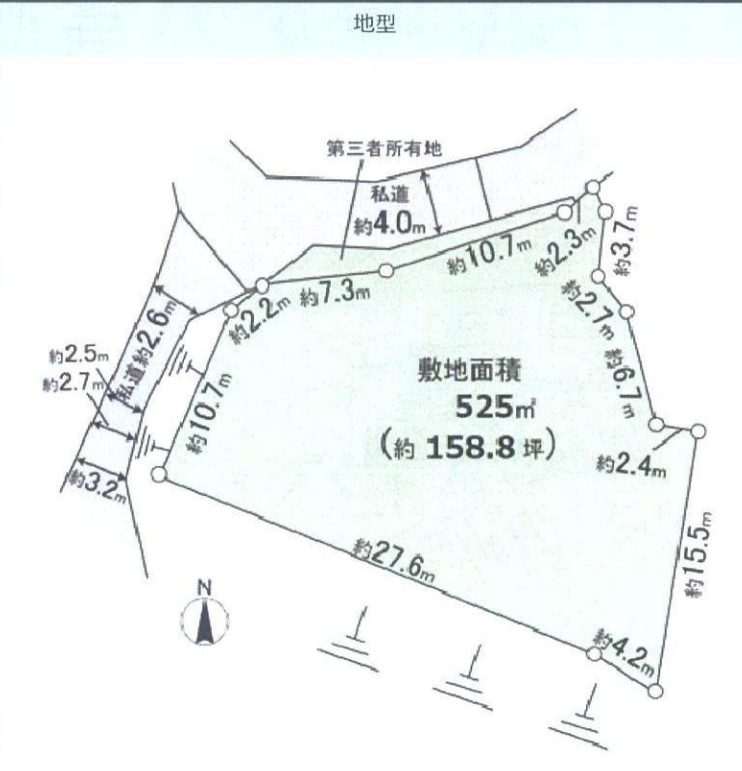 地型
第三者所有地
私道
約4.0m
約10.7m
約2.3m
約3.7m
約7.3m
約2.2m
約2.7m
私道約2.6m
約2.5m
約2.7m
約10.7m
約6.7m
敷地面積
525㎡
(約 158.8 坪)
約2.4m
約3.2m
約15.5m
約27.6m
N
約4.2m